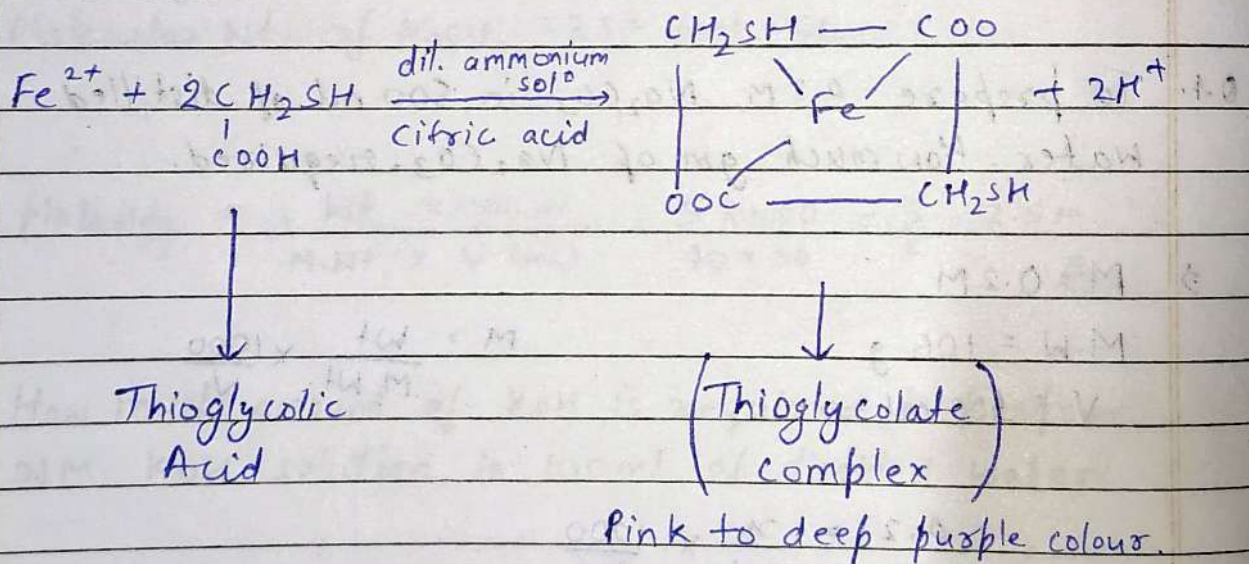 CH2SH — COO
Fe2+ + 2CH2SH dil. ammonium sol° Fe + 2H+
COOH citric acid
OOC — CH2SH
Thioglycolic (Thioglycolate
Acid complex)
Pink to deep purple colour.